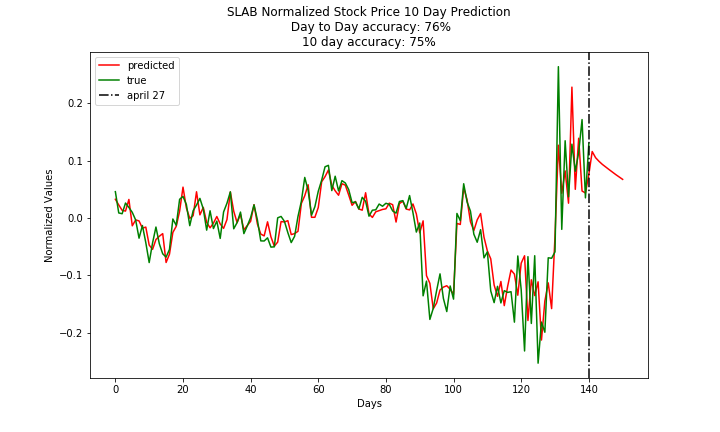 SLAB Normalized Stock Price 10 Day Prediction
Day to Day accuracy: 76%
10 day accuracy: 75%
predicted
true
april 27
0.2
0.1
0.0
−0.1
−0.2
Normalized Values
0 20 40 60 80 100 120 140
Days